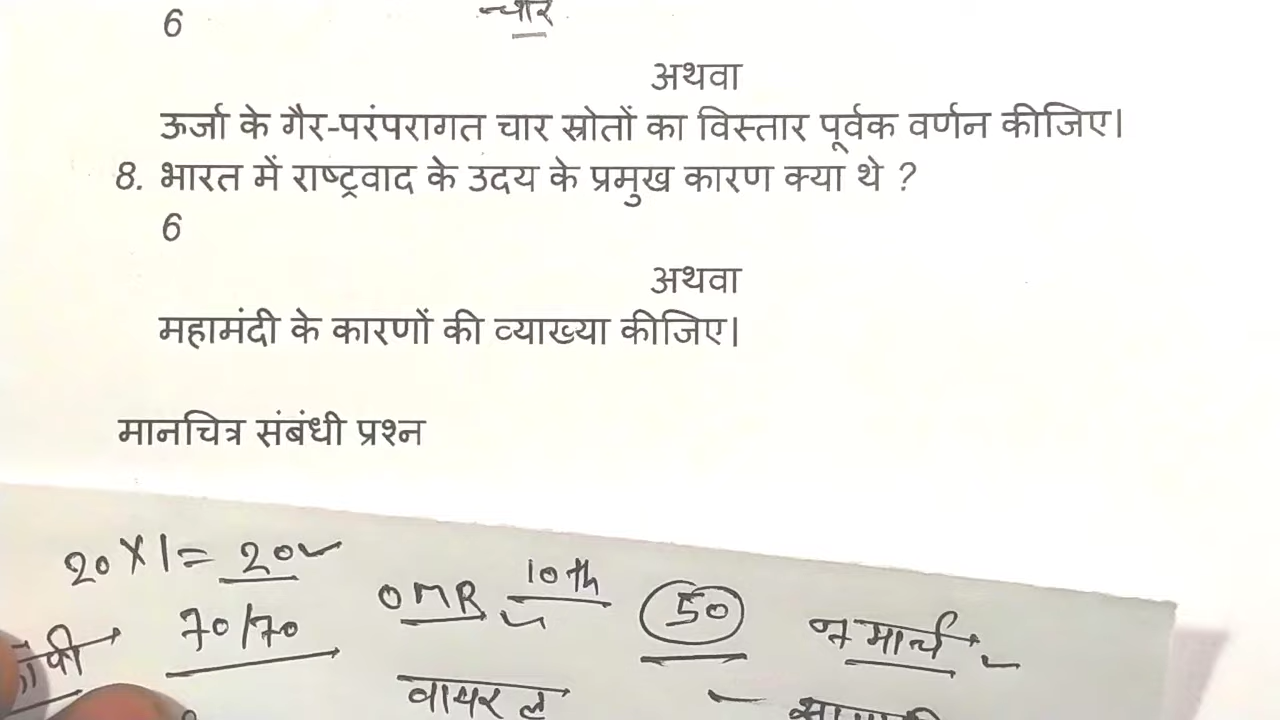 6
अथवा
ऊर्जा के गैर-परंपरागत चार स्रोतों का विस्तार पूर्वक वर्णन कीजिए।
8. भारत में राष्ट्रवाद के उदय के प्रमुख कारण क्या थे ?
6
अथवा
महामंदी के कारणों की व्याख्या कीजिए।
मानचित्र संबंधी प्रश्न
20 X 1 = 20
OMR 10th 50
70/70 मार्च
वायरल